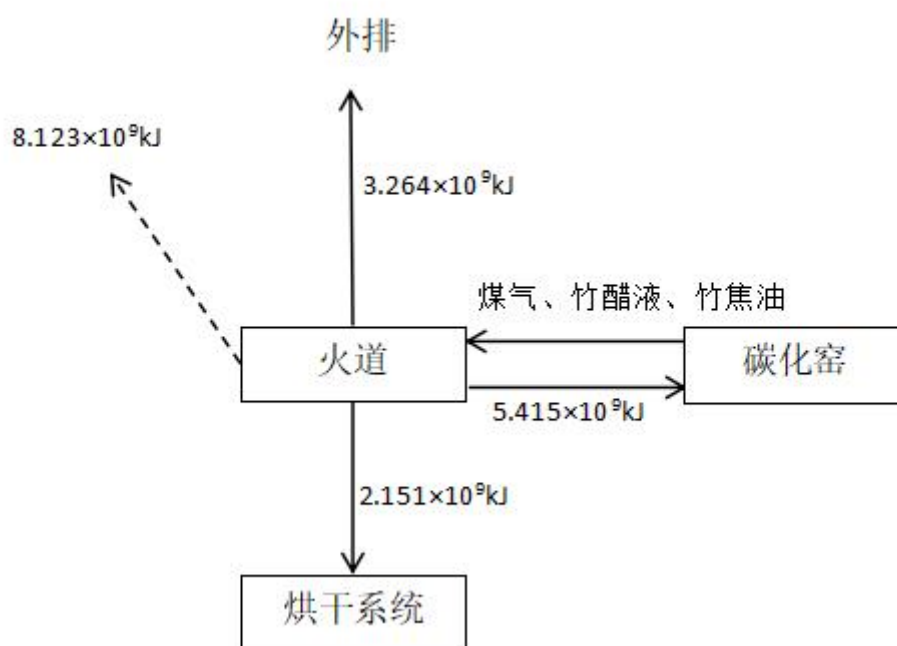 外排
8.123×10⁹kJ
3.264×10⁹kJ
煤气、竹醋液、竹焦油
火道
碳化窑
5.415×10⁹kJ
2.151×10⁹kJ
烘干系统